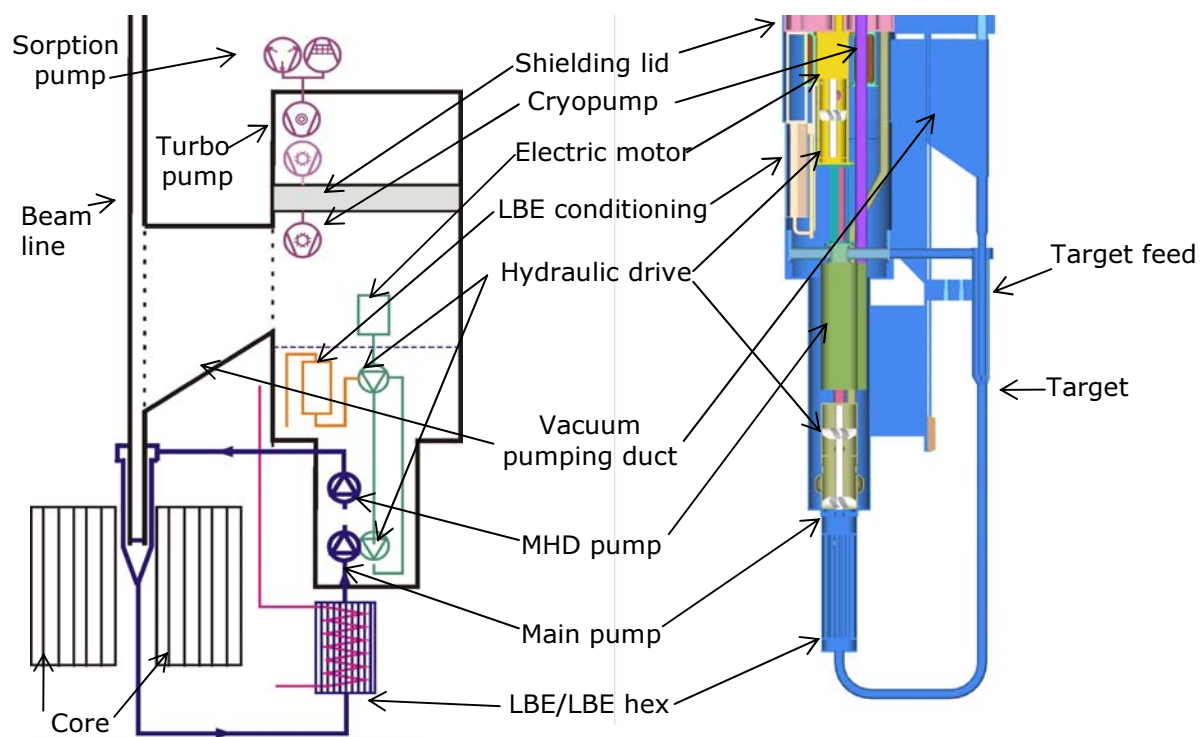 Sorption
pump
Shielding lid
Cryopump
Turbo
pump
Electric motor
Beam
line
LBE conditioning
Hydraulic drive
Target feed
Target
Vacuum
pumping duct
MHD pump
Main pump
LBE/LBE hex
Core